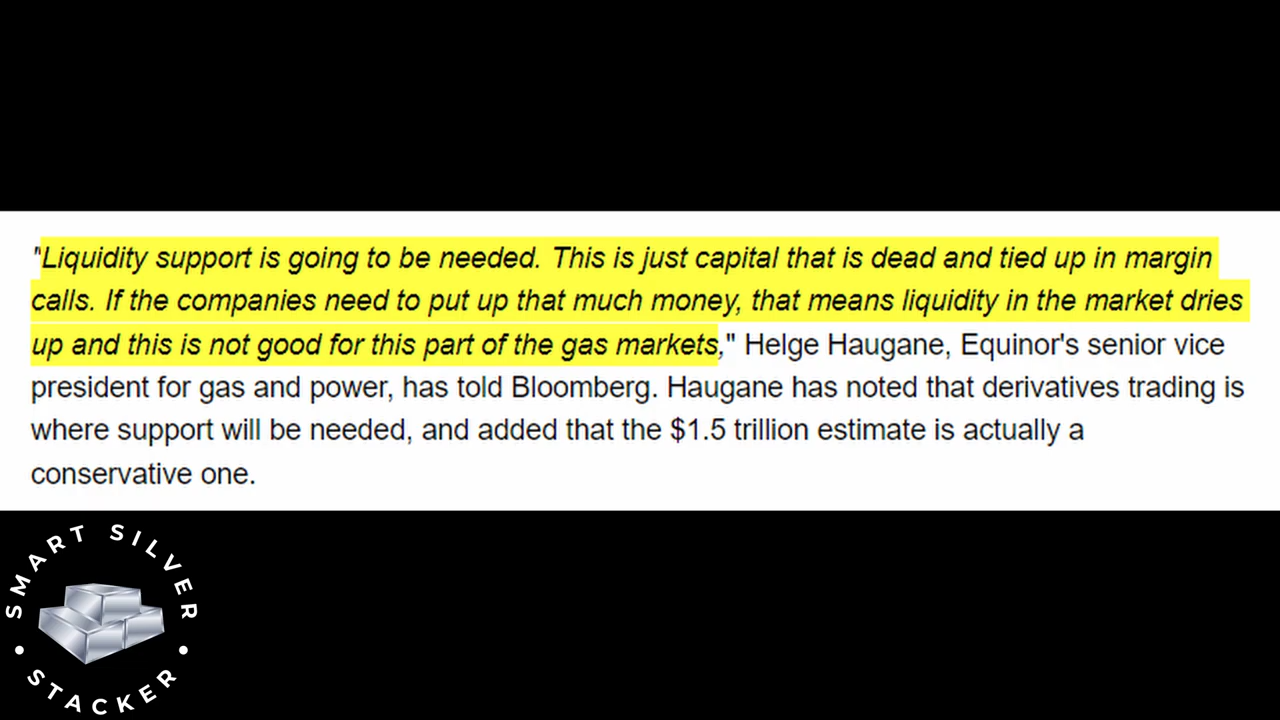 "Liquidity support is going to be needed. This is just capital that is dead and tied up in margin
calls. If the companies need to put up that much money, that means liquidity in the market dries
up and this is not good for this part of the gas markets," Helge Haugane, Equinor's senior vice
president for gas and power, has told Bloomberg. Haugane has noted that derivatives trading is
where support will be needed, and added that the $1.5 trillion estimate is actually a
conservative one.
SMART SILVER
• STACKER •